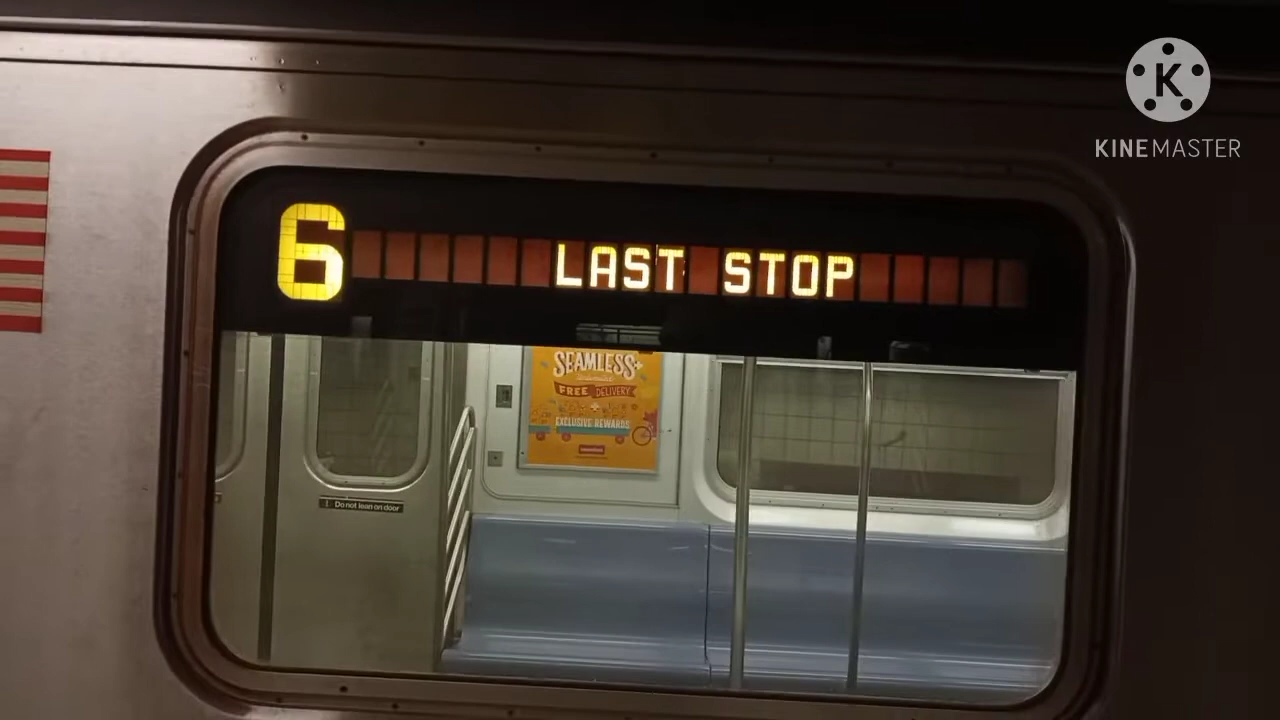 K
KINEMASTER
6 LAST STOP
SEAMLESS
FREE DELIVERY
EXCLUSIVE REWARDS
Do not lean on door